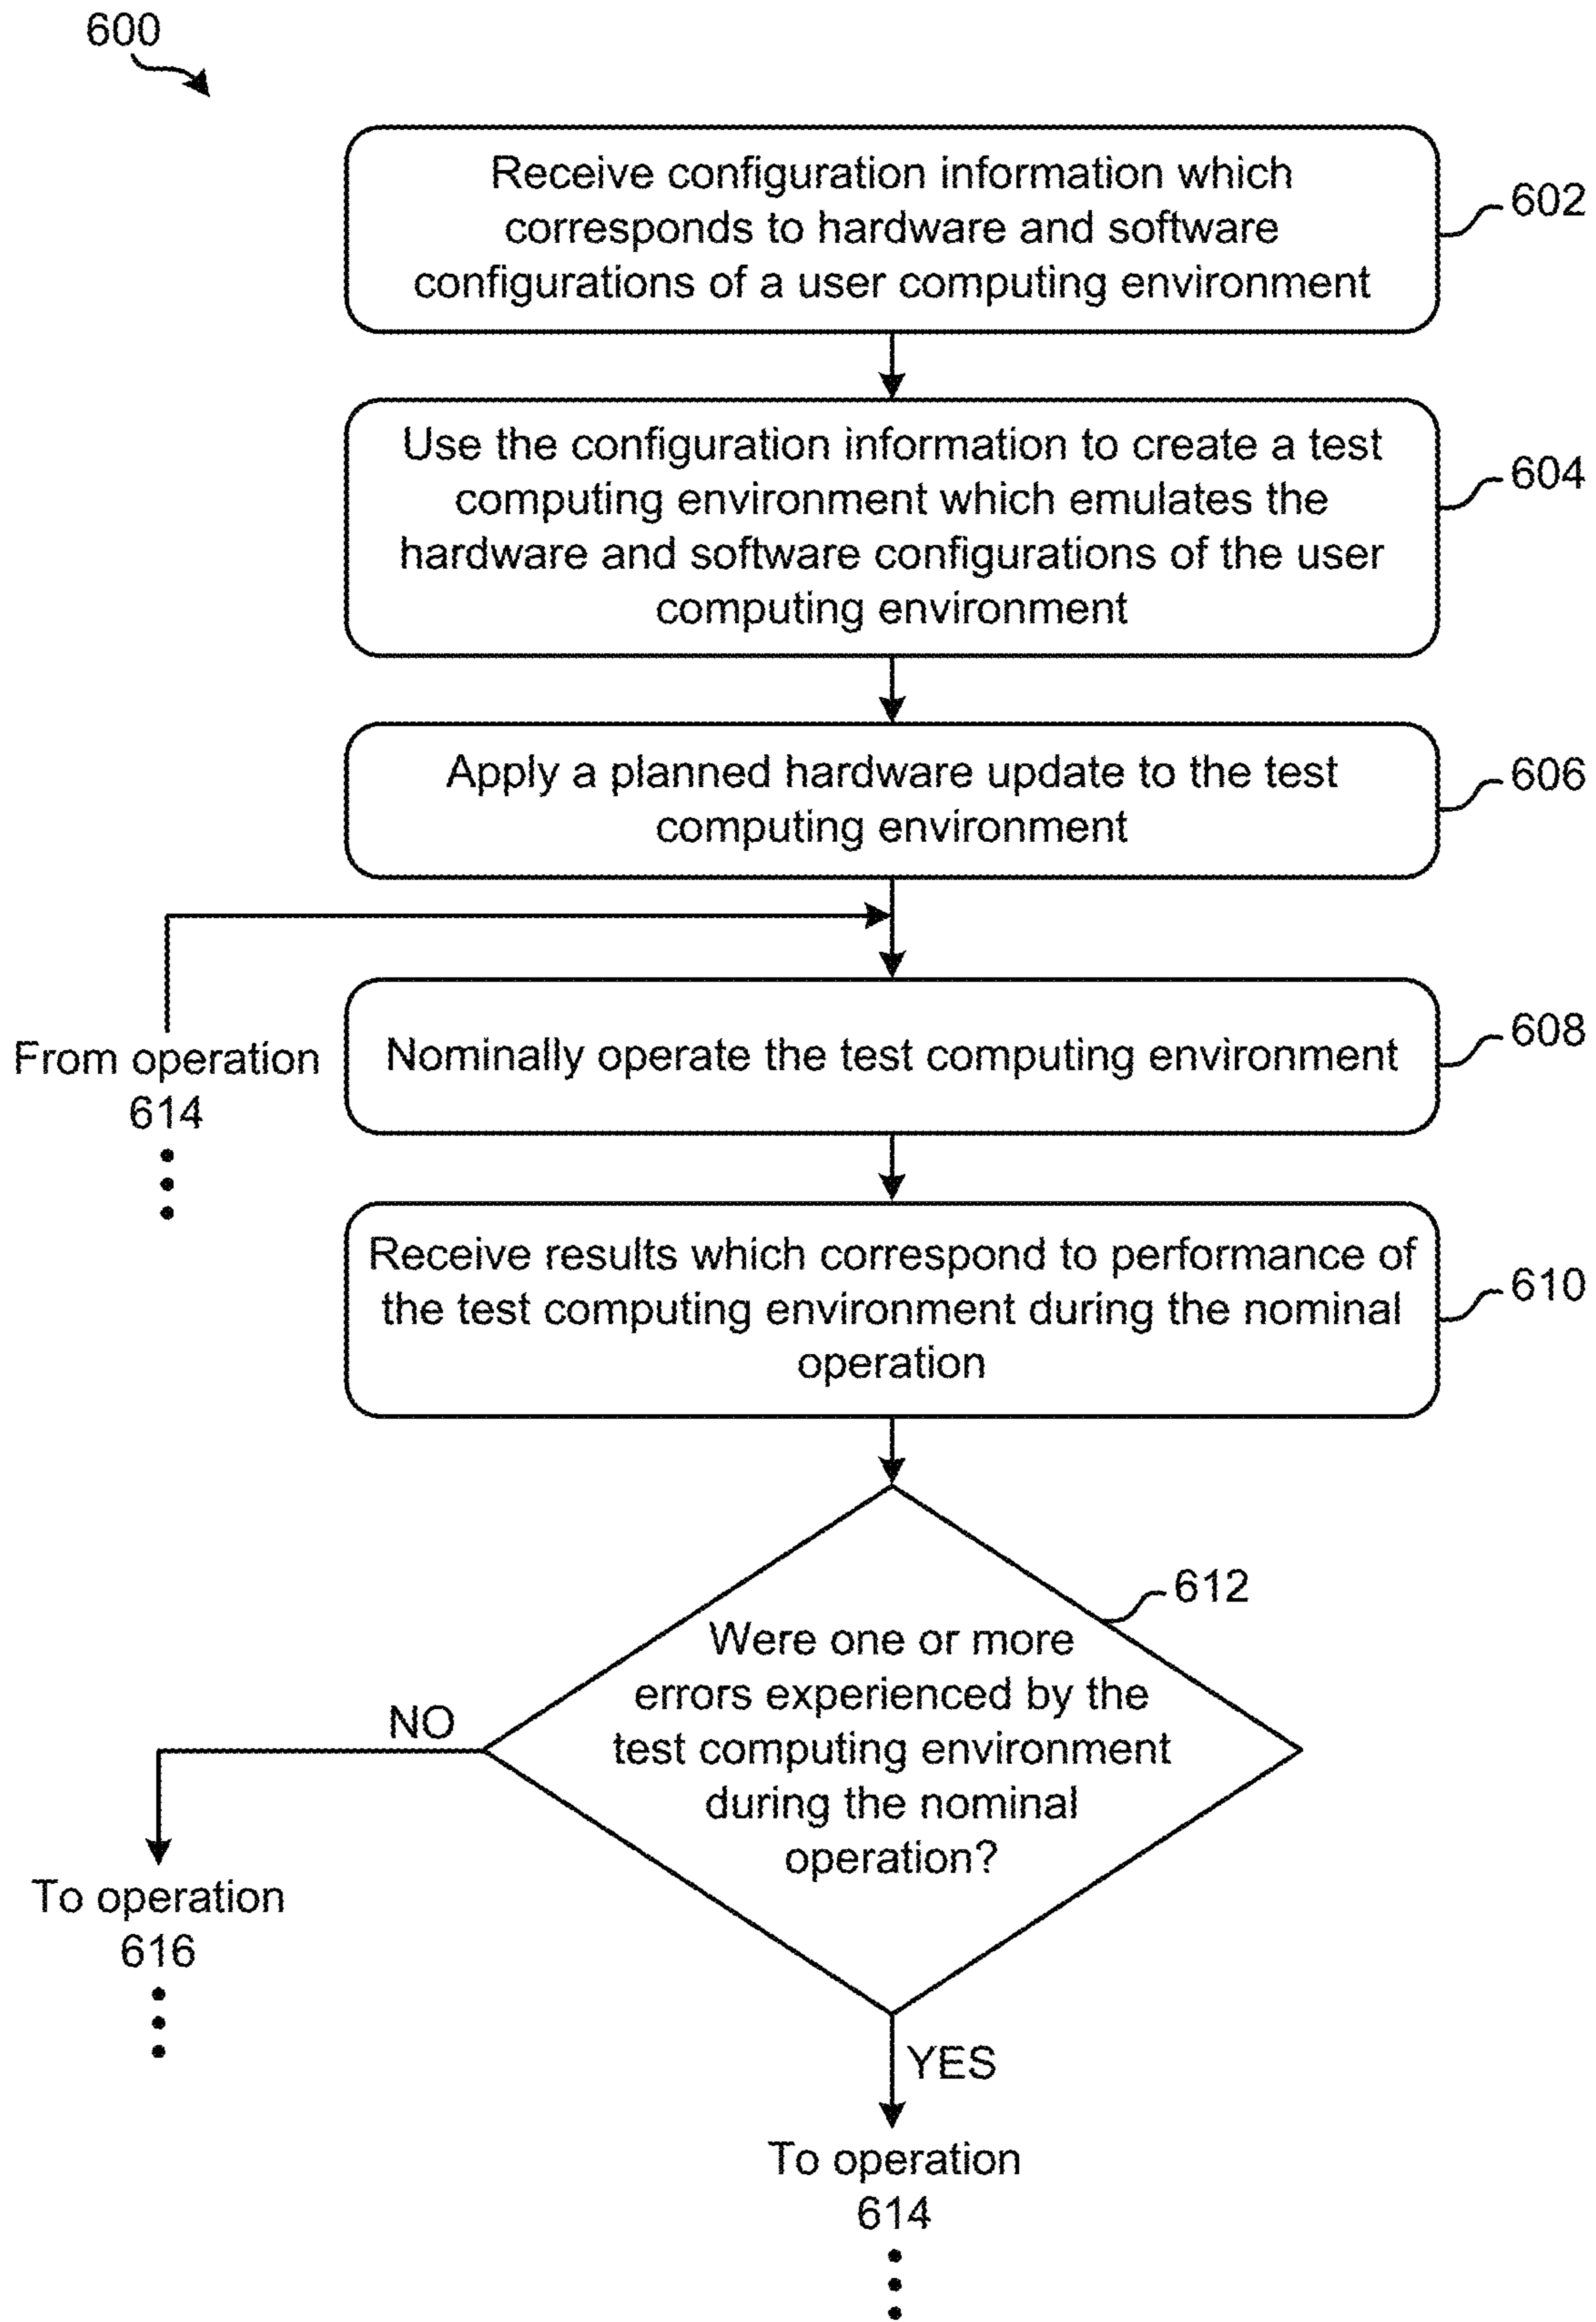 600
Receive configuration information which
corresponds to hardware and software
configurations of a user computing environment
602
Use the configuration information to create a test
computing environment which emulates the
hardware and software configurations of the user
computing environment
604
Apply a planned hardware update to the test
computing environment
606
From operation
614
Nominally operate the test computing environment
608
Receive results which correspond to performance of
the test computing environment during the nominal
operation
610
612
Were one or more
errors experienced by the
test computing environment
during the nominal
operation?
NO
To operation
616
YES
To operation
614